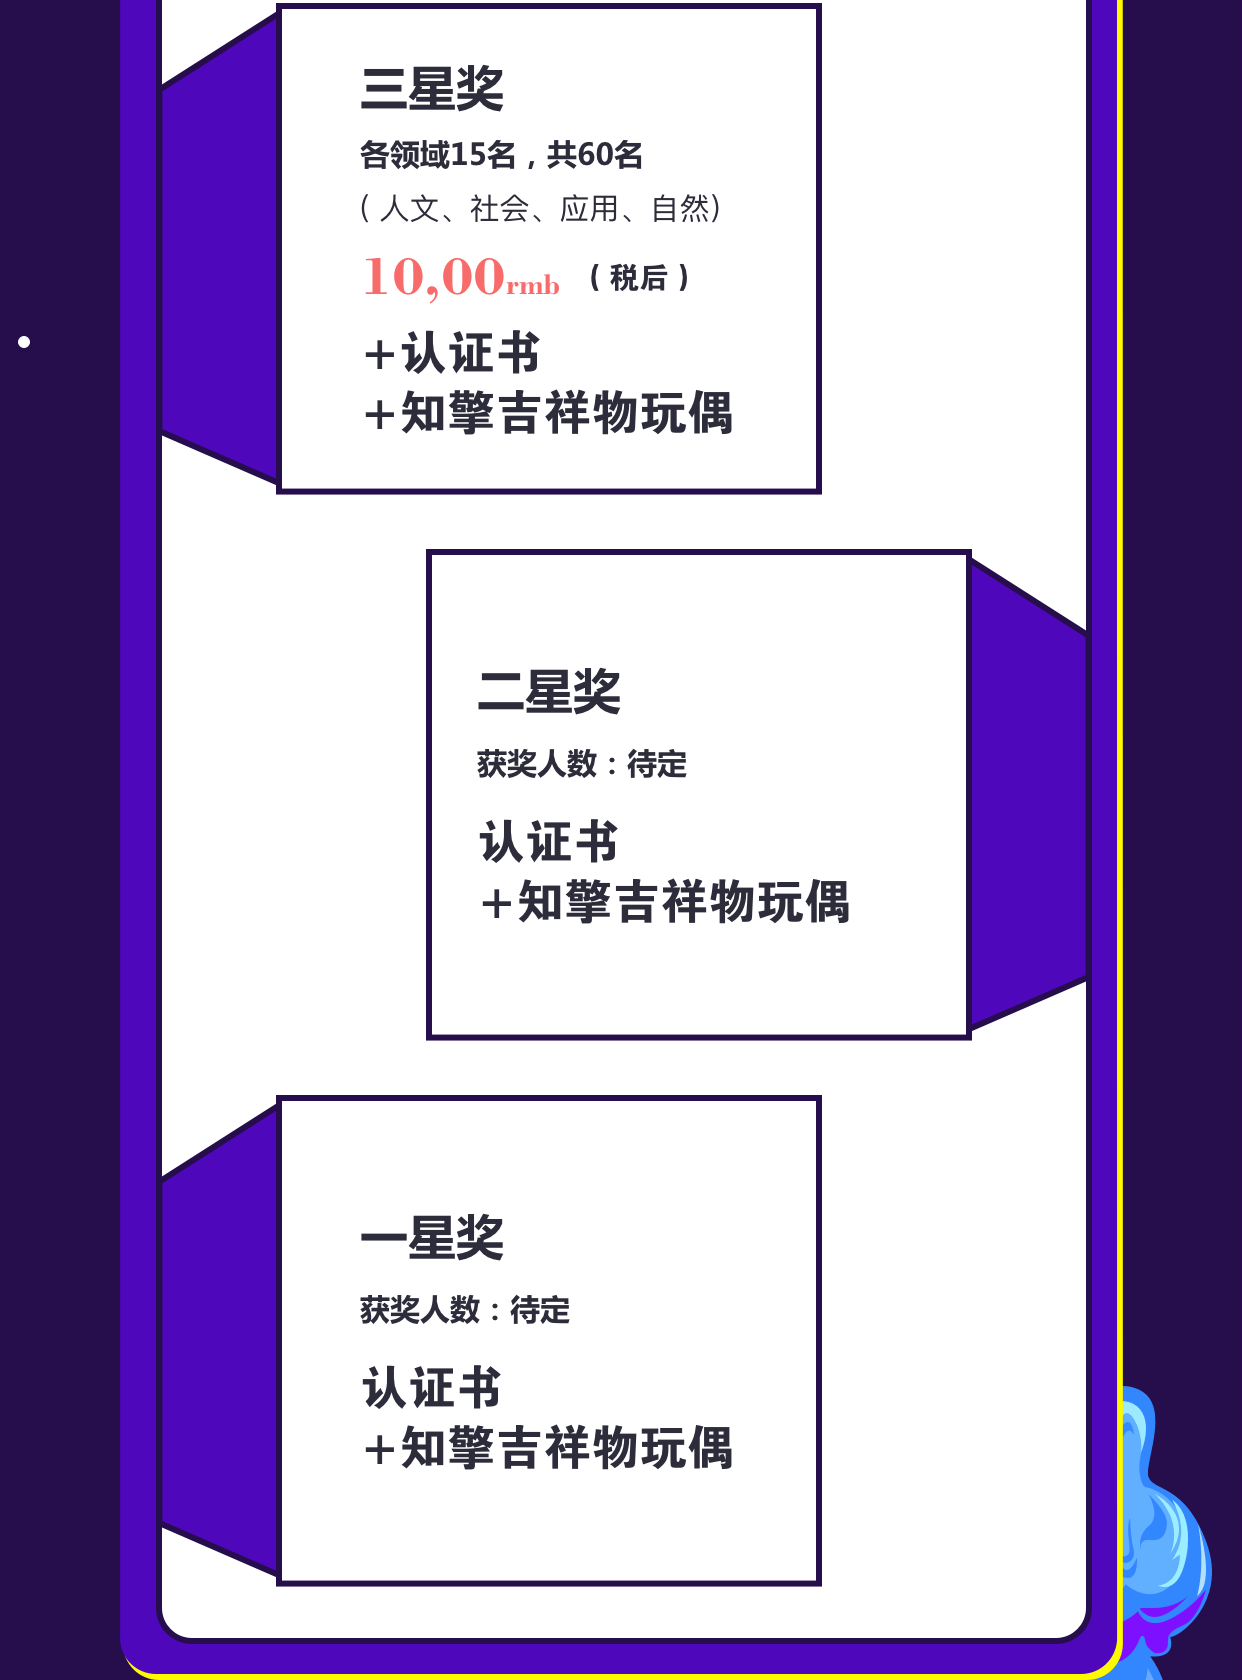 三星奖
各领域15名，共60名
（人文、社会、应用、自然）
10,00rmb （税后）
+认证书
+知擎吉祥物玩偶
二星奖
获奖人数：待定
认证书
+知擎吉祥物玩偶
一星奖
获奖人数：待定
认证书
+知擎吉祥物玩偶